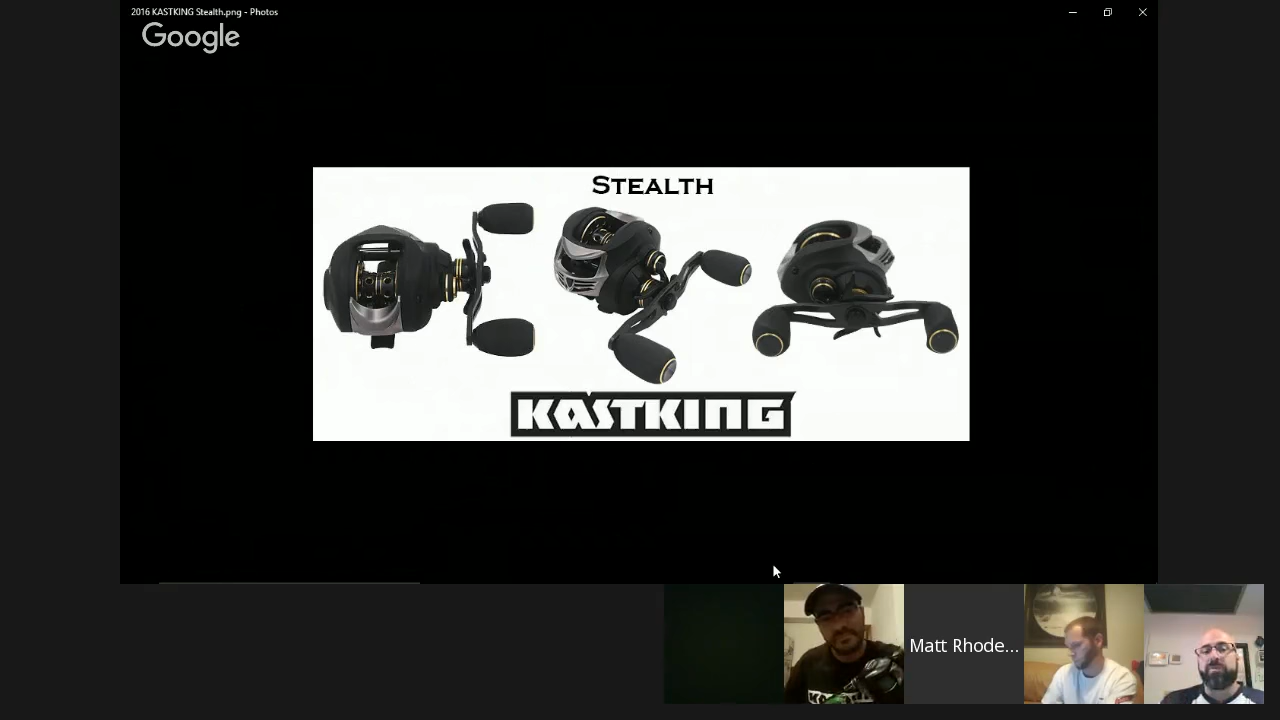 2016 KASTKING Stealth.png - Photos
Google
STEALTH
KASTKING
Matt Rhode...